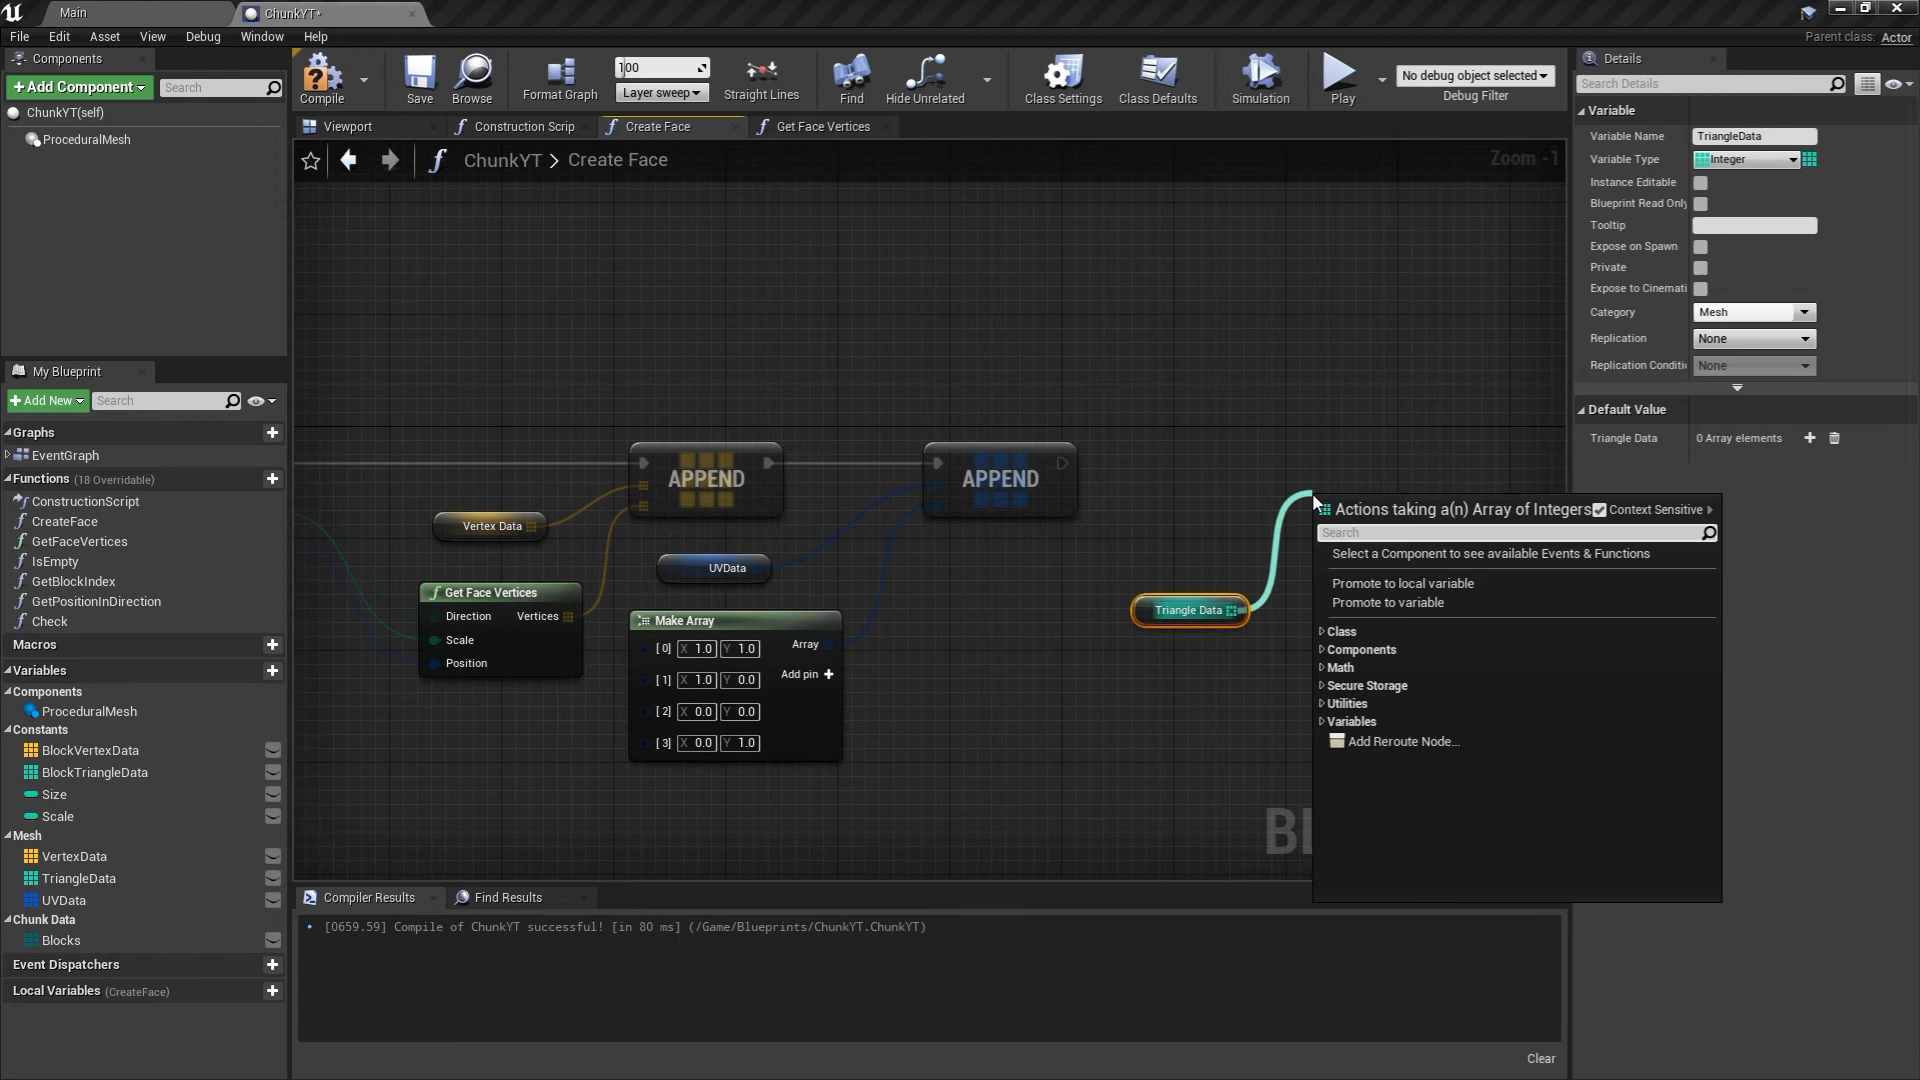 Main
ChunkYT•
File Edit Asset View Debug Window Help
Parent class: Actor
Components
+Add Component
Search
ChunkYT(self)
ProceduralMesh
Compile
Save
Browse
Format Graph
100
Layer sweep
Straight Lines
Find
Hide Unrelated
Class Settings
Class Defaults
Simulation
Play
No debug object selected
Debug Filter
Viewport
Construction Scrip
Create Face
Get Face Vertices
ChunkYT > Create Face
Zoom -1
My Blueprint
+Add New
Search
Graphs
EventGraph
Functions (18 Overridable)
ConstructionScript
CreateFace
GetFaceVertices
IsEmpty
GetBlockIndex
GetPositionInDirection
Check
Macros
Variables
Components
ProceduralMesh
Constants
BlockVertexData
BlockTriangleData
Size
Scale
Mesh
VertexData
TriangleData
UVData
Chunk Data
Blocks
Event Dispatchers
Local Variables (CreateFace)
APPEND
APPEND
Vertex Data
UVData
Get Face Vertices
Direction Vertices
Scale
Position
Make Array
[0] X 1.0 Y 1.0 Array
[1] X 1.0 Y 0.0 Add pin +
[2] X 0.0 Y 0.0
[3] X 0.0 Y 1.0
Triangle Data
Actions taking a(n) Array of Integers Context Sensitive
Search
Select a Component to see available Events & Functions
Promote to local variable
Promote to variable
Class
Components
Math
Secure Storage
Utilities
Variables
Add Reroute Node...
Compiler Results
Find Results
• [0659.59] Compile of ChunkYT successful! [in 80 ms] (/Game/Blueprints/ChunkYT.ChunkYT)
Clear
Details
Search Details
Variable
Variable Name TriangleData
Variable Type Integer
Instance Editable
Blueprint Read Only
Tooltip
Expose on Spawn
Private
Expose to Cinemati
Category Mesh
Replication None
Replication Conditi None
Default Value
Triangle Data 0 Array elements